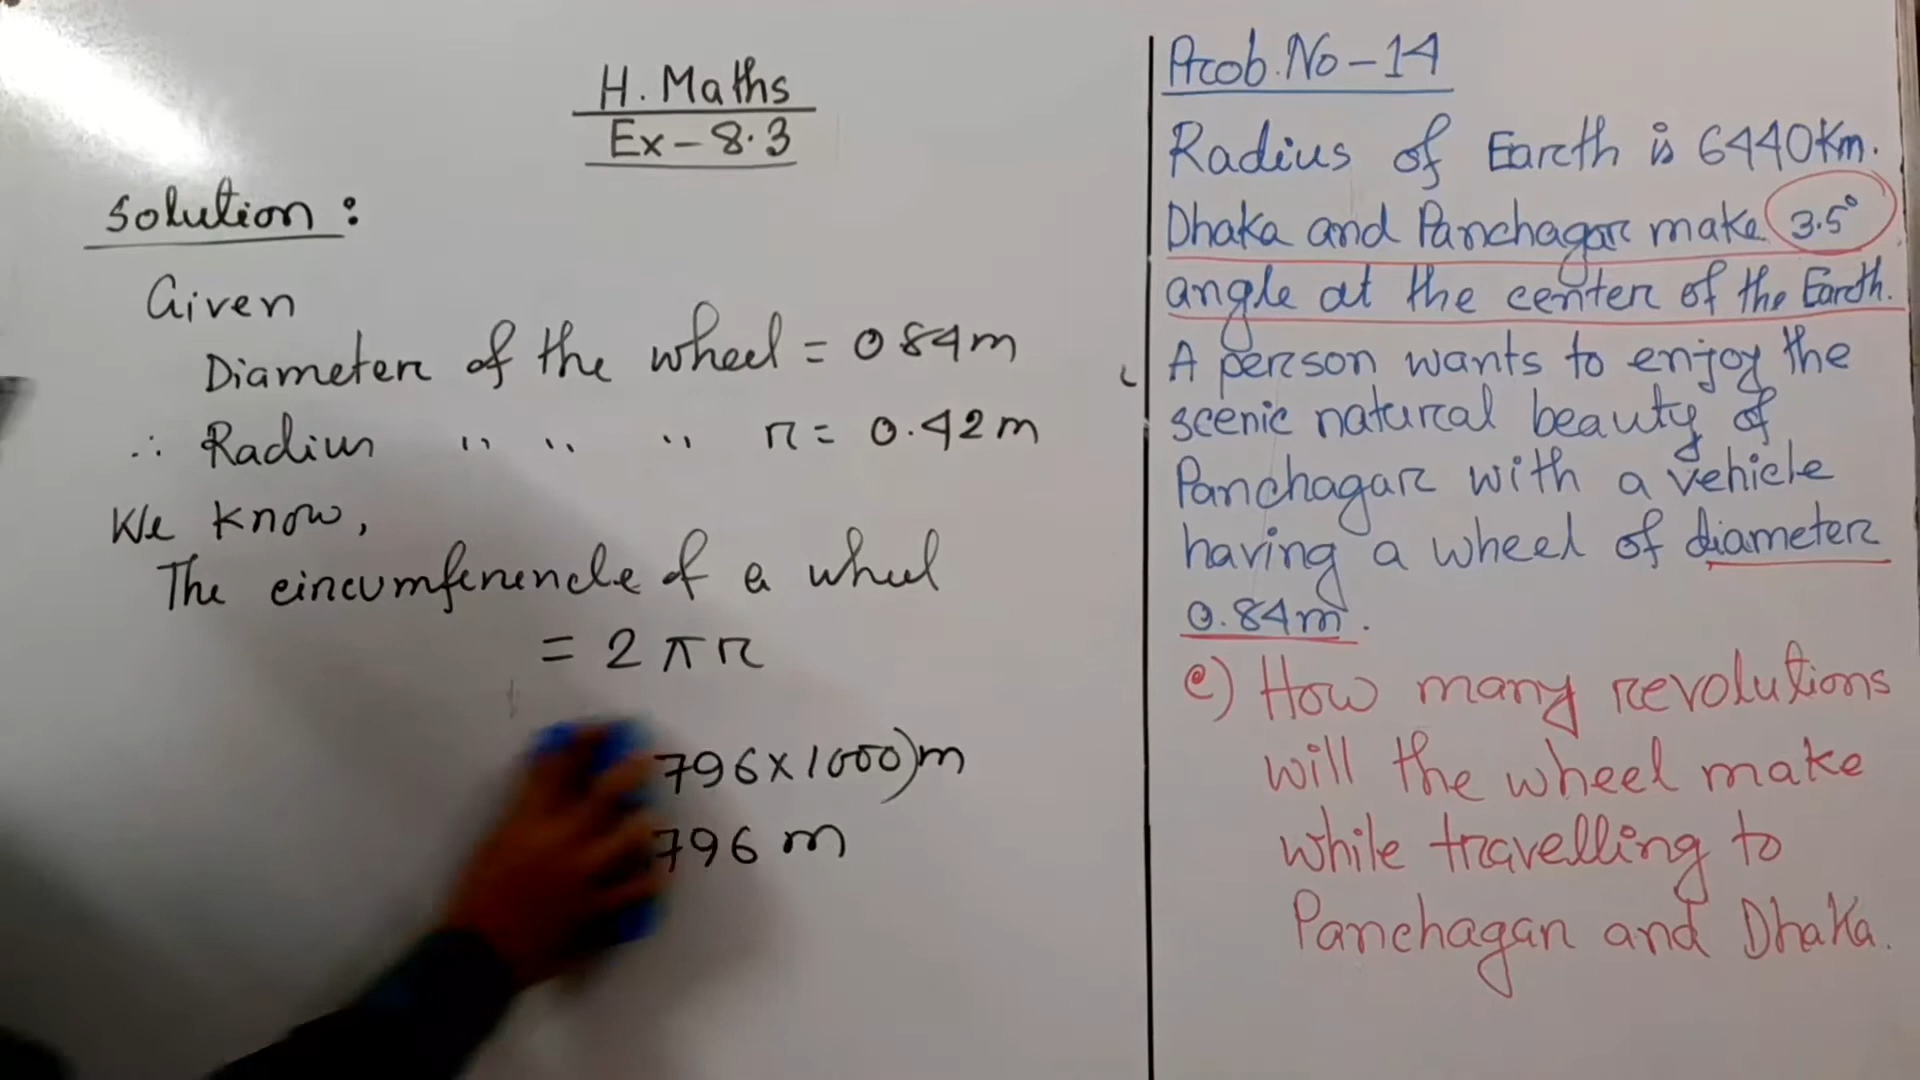 H. Maths
Ex - 8.3
Solution :
Given
Diameter of the wheel = 0 84m
∴ Radius " " " r = 0.42m
We know,
The circumference of a wheel
= 2πr
796×1000)m
796 m
Prob. No - 14
Radius of Earth is 6440Km.
Dhaka and Panchagar make 3.5°
angle at the center of the Earth.
A person wants to enjoy the
scenic natural beauty of
Panchagar with a vehicle
having a wheel of diameter
0.84m.
c) How many revolutions
will the wheel make
while travelling to
Panchagar and Dhaka.